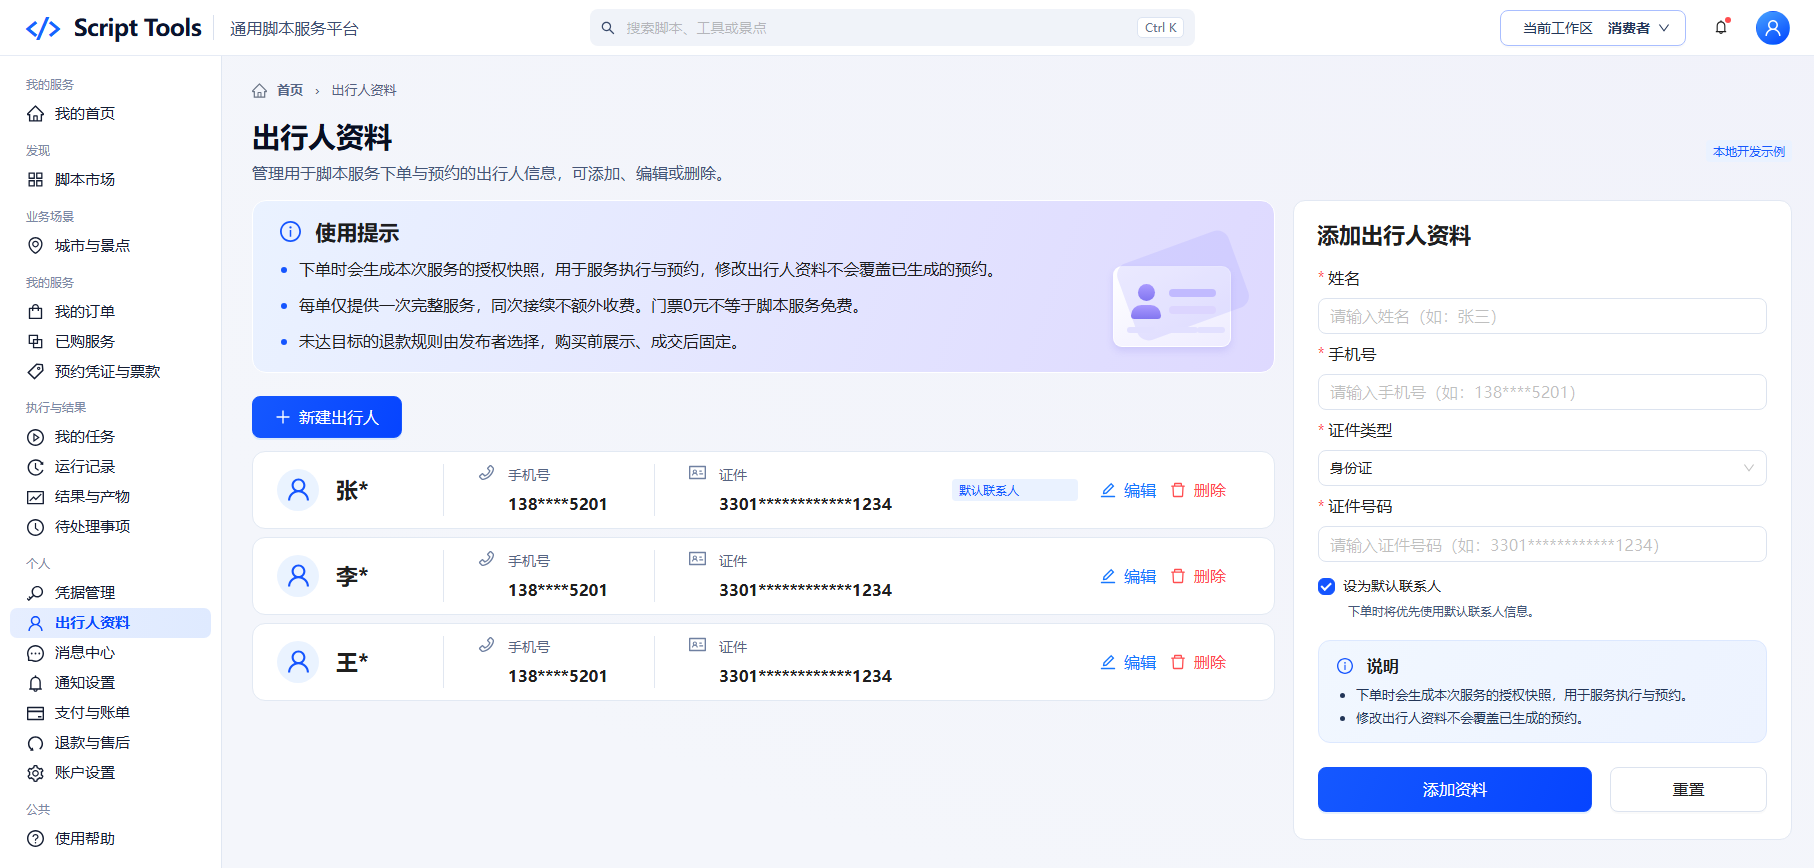 Script Tools
通用脚本服务平台
搜索脚本、工具或景点
Ctrl K
当前工作区 消费者
我的服务
我的首页
发现
脚本市场
业务场景
城市与景点
我的服务
我的订单
已购服务
预约凭证与票款
执行与结果
我的任务
运行记录
结果与产物
待处理事项
个人
凭据管理
出行人资料
消息中心
通知设置
支付与账单
退款与售后
账户设置
公共
使用帮助
首页 › 出行人资料
出行人资料
管理用于脚本服务下单与预约的出行人信息，可添加、编辑或删除。
本地开发示例
使用提示
下单时会生成本次服务的授权快照，用于服务执行与预约，修改出行人资料不会覆盖已生成的预约。
每单仅提供一次完整服务，同次接续不额外收费。门票0元不等于脚本服务免费。
未达目标的退款规则由发布者选择，购买前展示、成交后固定。
新建出行人
张*
手机号
138****5201
证件
3301************1234
默认联系人
编辑 删除
李*
手机号
138****5201
证件
3301************1234
编辑 删除
王*
手机号
138****5201
证件
3301************1234
编辑 删除
添加出行人资料
* 姓名
请输入姓名（如：张三）
* 手机号
请输入手机号（如：138****5201）
* 证件类型
身份证
* 证件号码
请输入证件号码（如：3301************1234）
设为默认联系人
下单时将优先使用默认联系人信息。
说明
下单时会生成本次服务的授权快照，用于服务执行与预约。
修改出行人资料不会覆盖已生成的预约。
添加资料
重置